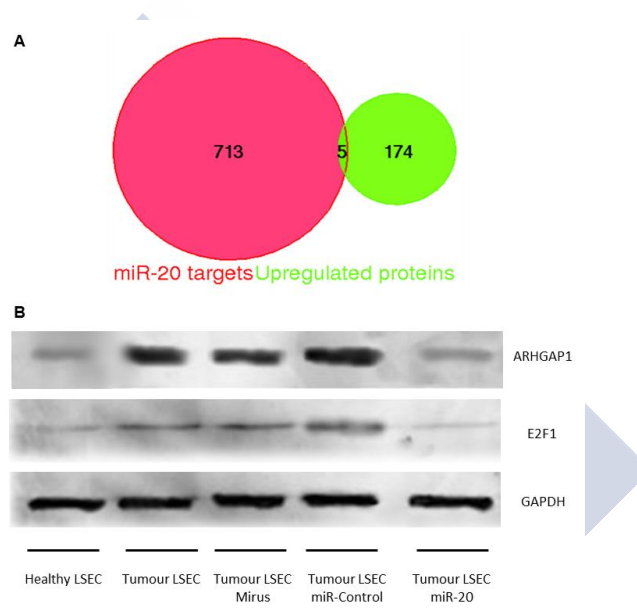 A
713 5 174
miR-20 targets Upregulated proteins
B
ARHGAP1
E2F1
GAPDH
Healthy LSEC
Tumour LSEC
Tumour LSEC
Mirus
Tumour LSEC
miR-Control
Tumour LSEC
miR-20